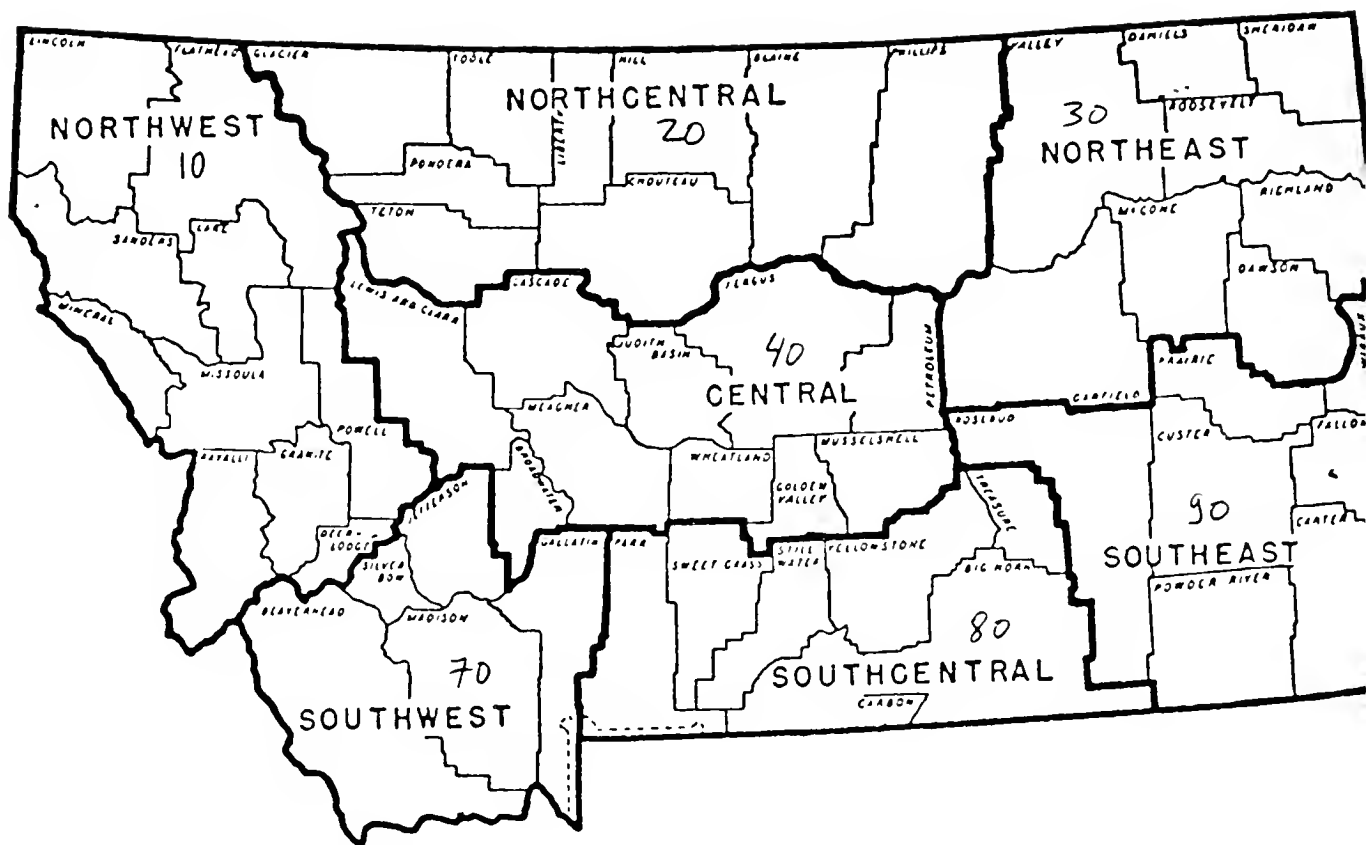 LINCOLN
FLATHEAD
GLACIER
TOOLE
HILL
BLAINE
PHILLIPS
VALLEY
DANIELS
SHERIDAN
NORTHWEST
10
NORTHCENTRAL
20
LIBERTY
30
NORTHEAST
ROOSEVELT
PONDERA
CHOUTEAU
TETON
RICHLAND
McCONE
SANDERS
LAKE
DAWSON
WIBAUX
MINERAL
LEWIS AND CLARK
CASCADE
FERGUS
JUDITH
BASIN
40
CENTRAL
PETROLEUM
PRAIRIE
MISSOULA
MEAGHER
GARFIELD
ROSEBUD
POWELL
BROADWATER
WHEATLAND
MUSSELSHELL
CUSTER
FALLON
RAVALLI
GRANITE
GOLDEN
VALLEY
TREASURE
JEFFERSON
DEER
LODGE
SILVER
BOW
GALLATIN
PARK
SWEET GRASS
STILL
WATER
YELLOWSTONE
BIG HORN
90
SOUTHEAST
CARTER
POWDER RIVER
BEAVERHEAD
MADISON
70
SOUTHWEST
80
SOUTHCENTRAL
CARBON